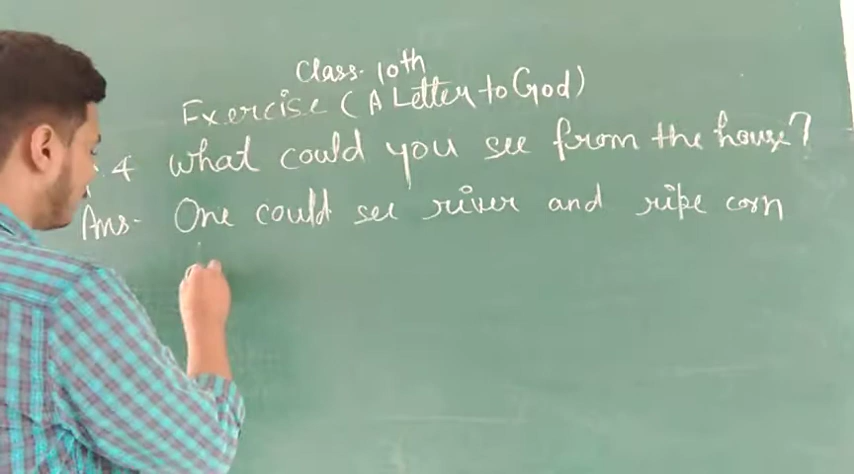 Class- 10th
Exercise (A Letter to God)
4 what could you see from the house?
Ans- One could see river and ripe corn